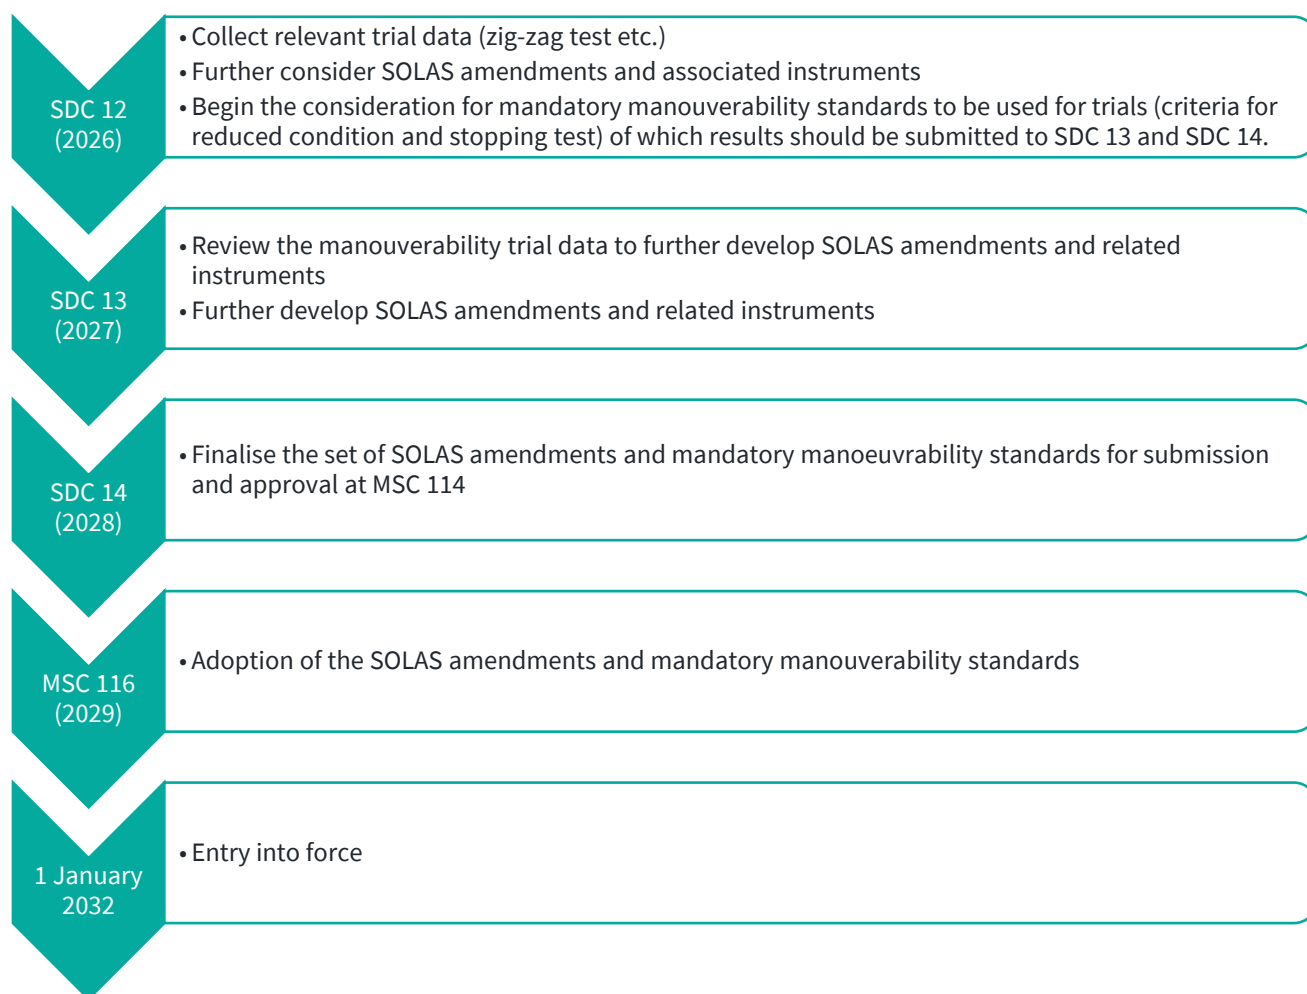 SDC 12
(2026)
• Collect relevant trial data (zig-zag test etc.)
• Further consider SOLAS amendments and associated instruments
• Begin the consideration for mandatory manouverability standards to be used for trials (criteria for
reduced condition and stopping test) of which results should be submitted to SDC 13 and SDC 14.
SDC 13
(2027)
• Review the manouverability trial data to further develop SOLAS amendments and related
instruments
• Further develop SOLAS amendments and related instruments
SDC 14
(2028)
• Finalise the set of SOLAS amendments and mandatory manoeuvrability standards for submission
and approval at MSC 114
MSC 116
(2029)
• Adoption of the SOLAS amendments and mandatory manouverability standards
1 January
2032
• Entry into force